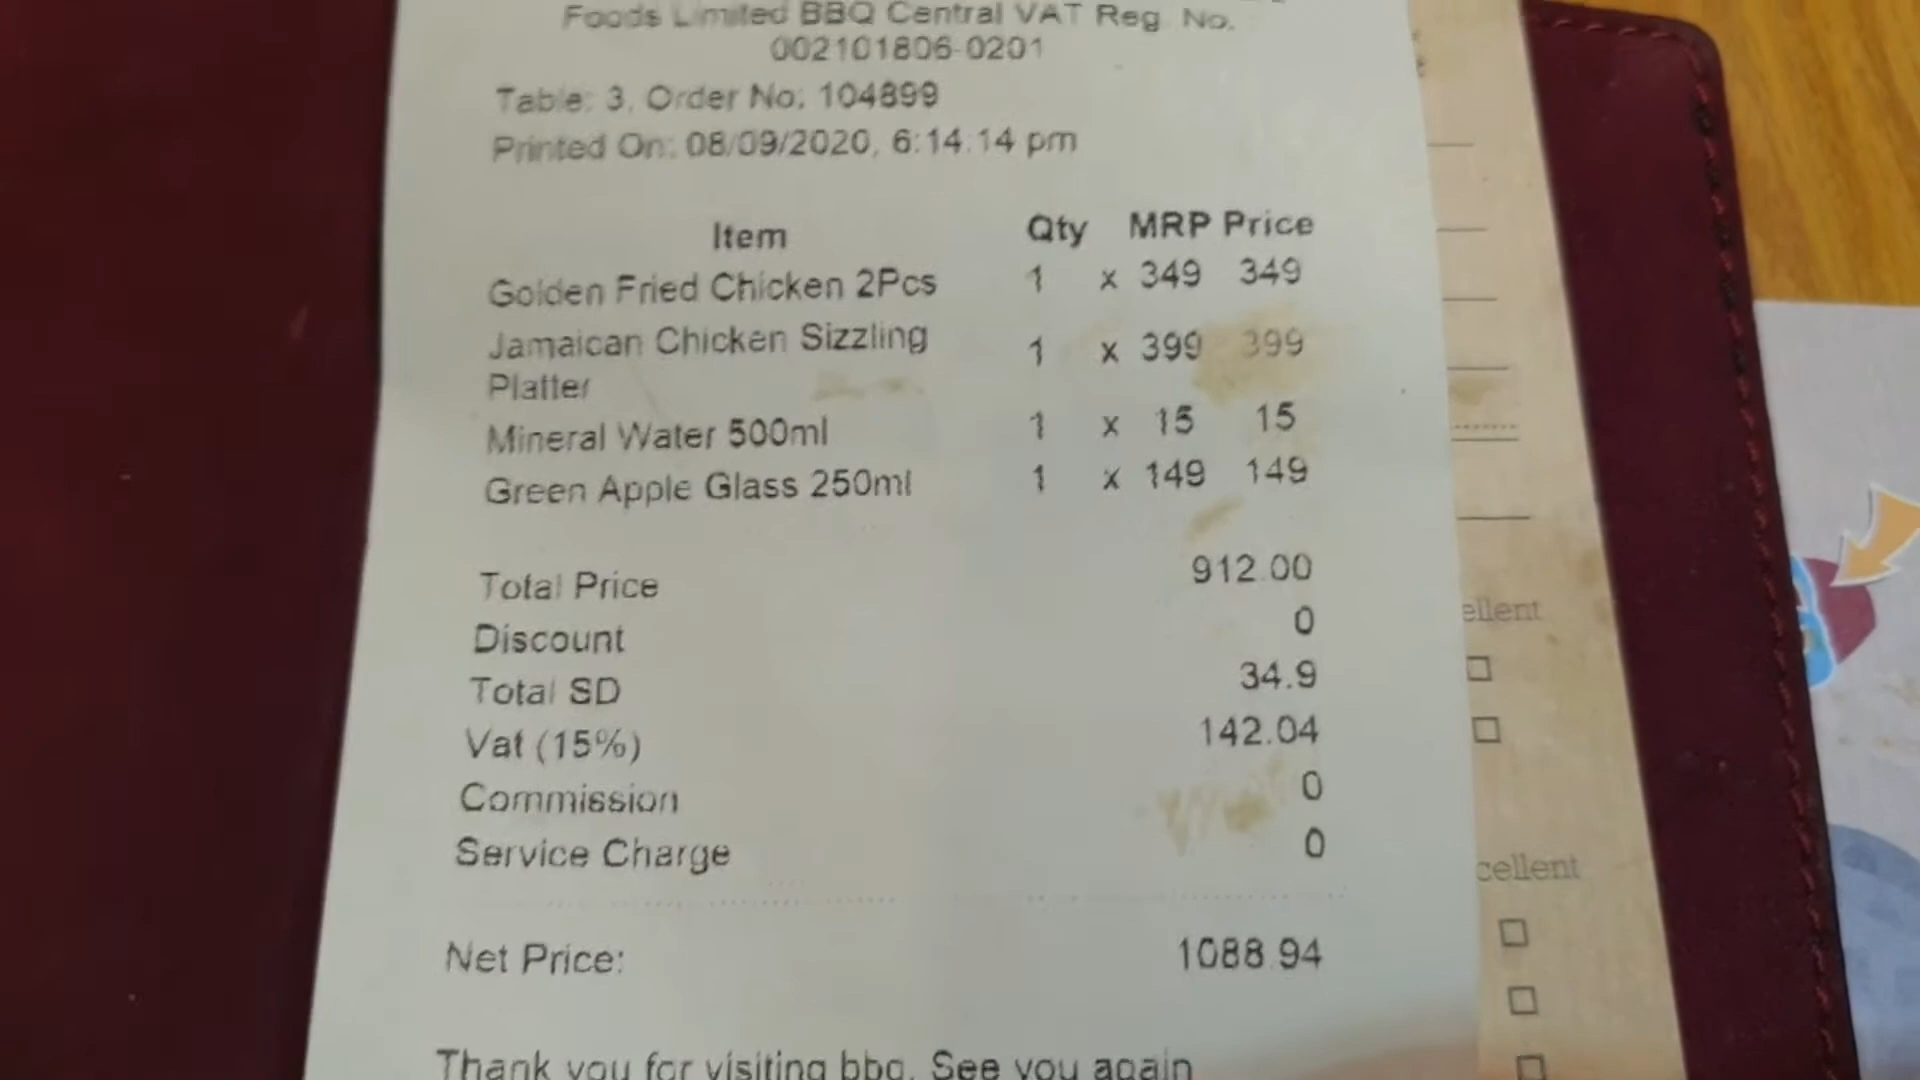 Foods Limited BBQ Central VAT Reg. No.
002101806-0201
Table: 3, Order No: 104899
Printed On: 08/09/2020, 6:14:14 pm
Item Qty MRP Price
Golden Fried Chicken 2Pcs 1 x 349 349
Jamaican Chicken Sizzling 1 x 399 399
Platter
Mineral Water 500ml 1 x 15 15
Green Apple Glass 250ml 1 x 149 149
Total Price 912.00
Discount 0
Total SD 34.9
Vat (15%) 142.04
Commission 0
Service Charge 0
Net Price: 1088.94
Thank you for visiting bbq. See you again
ellent
cellent